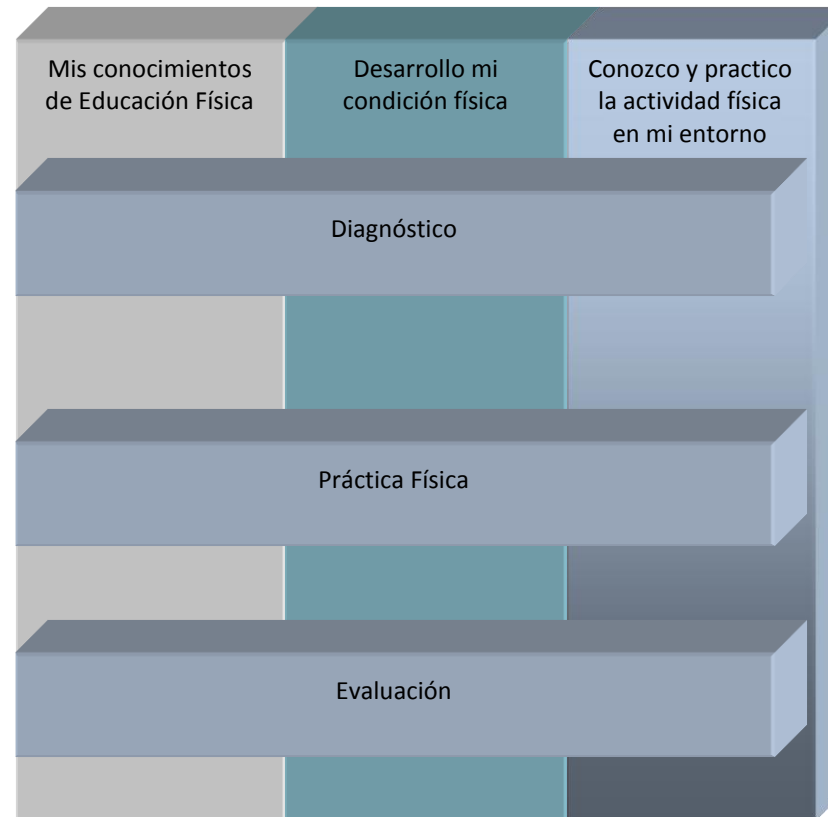 Mis conocimientos
de Educación Física
Desarrollo mi
condición física
Conozco y practico
la actividad física
en mi entorno
Diagnóstico
Práctica Física
Evaluación